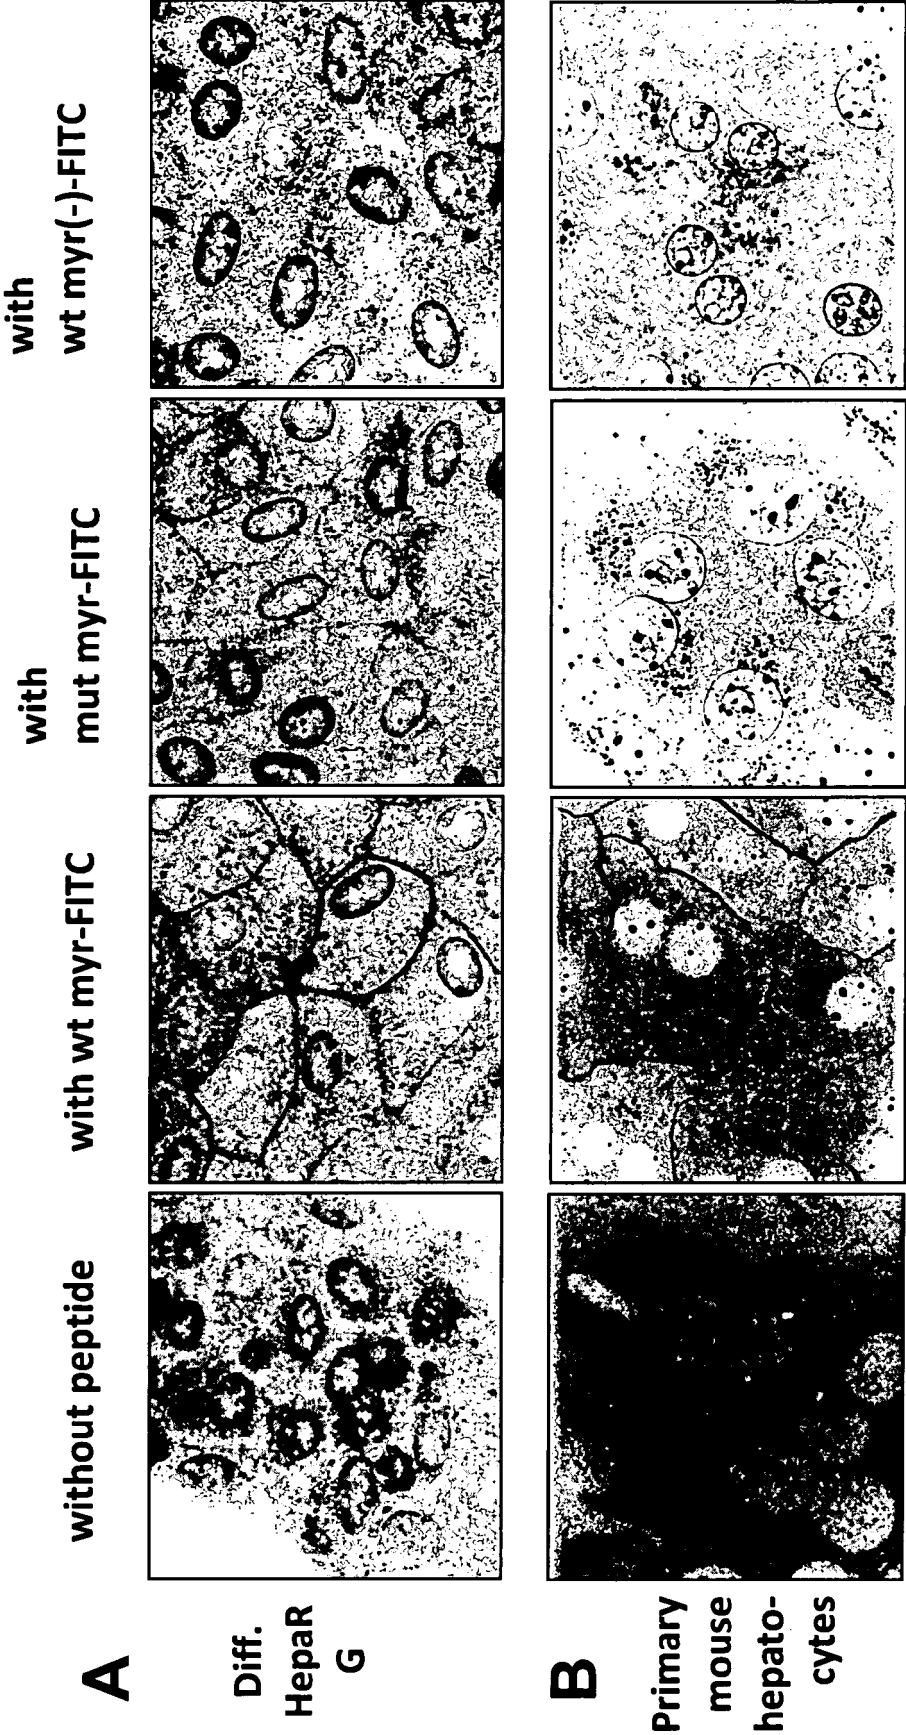 without peptide
with wt myr-FITC
with
mut myr-FITC
with
wt myr(-)-FITC
A
Diff.
HepaR
G
B
Primary
mouse
hepato-
cytes